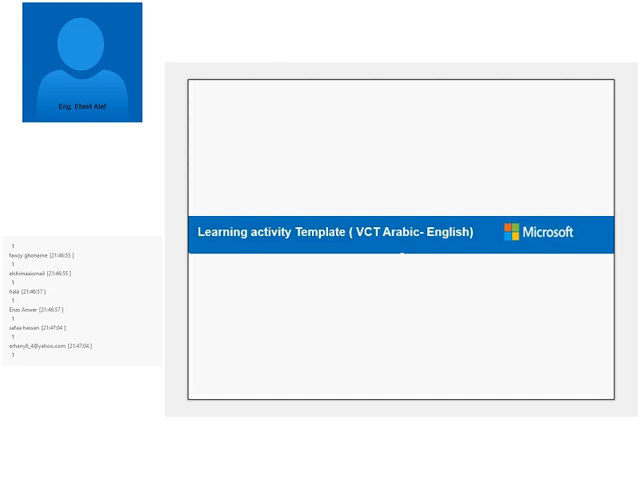 Eng. Ebeid Atef
1
fawzy ghoname [21:46:55 ]
1
elshimaaismail [21:46:55 ]
1
hala [21:46:57 ]
1
Enas Anwer [21:46:57 ]
1
safaa hassan [21:47:04 ]
1
erhany6_4@yahoo.com [21:47:04 ]
1
Learning activity Template ( VCT Arabic- English)
Microsoft